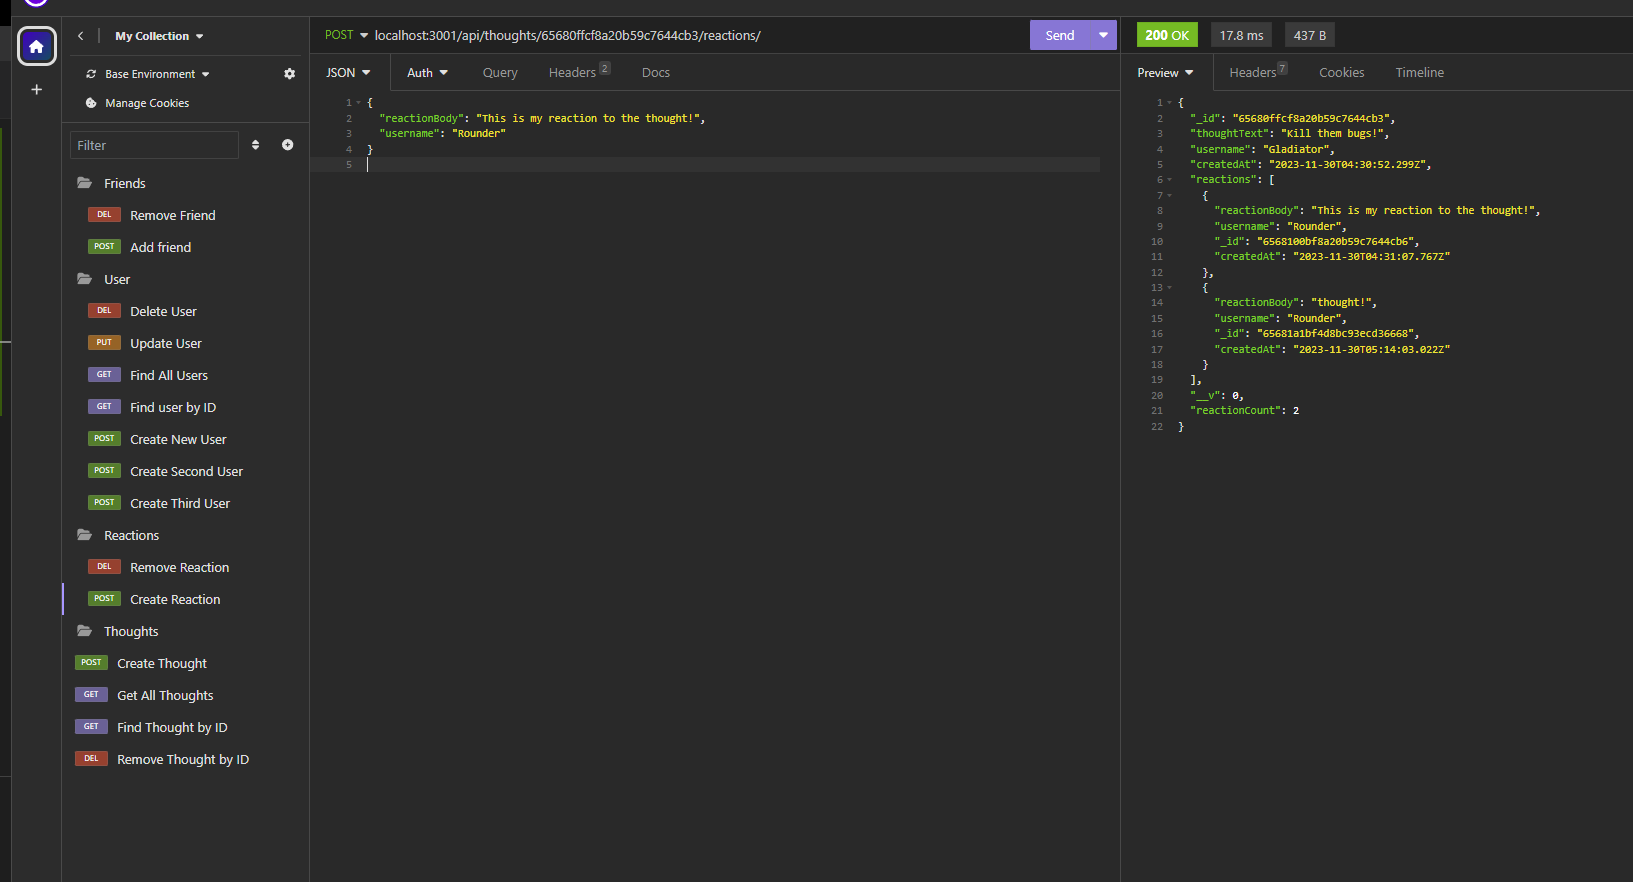 My Collection
Base Environment
Manage Cookies
Filter
Friends
DEL Remove Friend
POST Add friend
User
DEL Delete User
PUT Update User
GET Find All Users
GET Find user by ID
POST Create New User
POST Create Second User
POST Create Third User
Reactions
DEL Remove Reaction
POST Create Reaction
Thoughts
POST Create Thought
GET Get All Thoughts
GET Find Thought by ID
DEL Remove Thought by ID
POST localhost:3001/api/thoughts/65680ffcf8a20b59c7644cb3/reactions/ Send
JSON Auth Query Headers 2 Docs
1 {
2 "reactionBody": "This is my reaction to the thought!",
3 "username": "Rounder"
4 }
5
200 OK 17.8 ms 437 B
Preview Headers 7 Cookies Timeline
1 {
2 "_id": "65680ffcf8a20b59c7644cb3",
3 "thoughtText": "Kill them bugs!",
4 "username": "Gladiator",
5 "createdAt": "2023-11-30T04:30:52.299Z",
6 "reactions": [
7 {
8 "reactionBody": "This is my reaction to the thought!",
9 "username": "Rounder",
10 "_id": "6568100bf8a20b59c7644cb6",
11 "createdAt": "2023-11-30T04:31:07.767Z"
12 },
13 {
14 "reactionBody": "thought!",
15 "username": "Rounder",
16 "_id": "65681a1bf4d8bc93ecd36668",
17 "createdAt": "2023-11-30T05:14:03.022Z"
18 }
19 ],
20 "__v": 0,
21 "reactionCount": 2
22 }